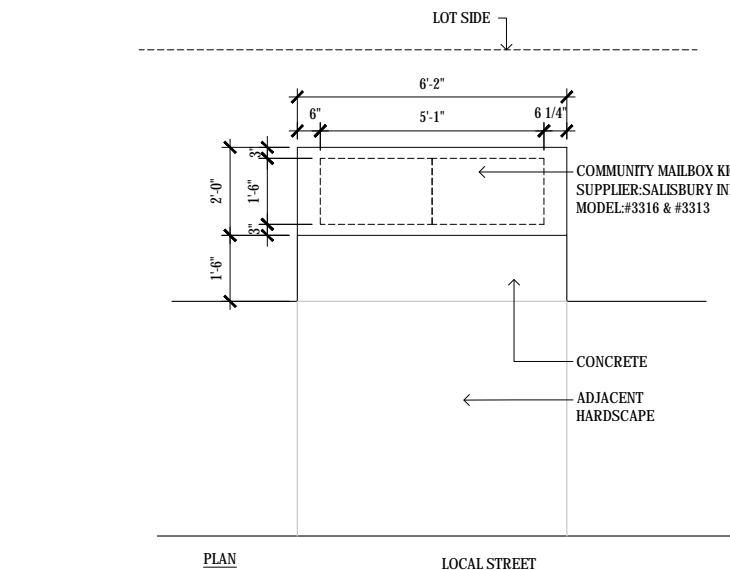 LOT SIDE
6'-2"
6"
5'-1"
6 1/4"
3"
2'-0"
1'-6"
3"
1'-6"
COMMUNITY MAILBOX
SUPPLIER:SALISBURY
MODEL:#3316 & #3313
CONCRETE
ADJACENT
HARDSCAPE
PLAN
LOCAL STREET